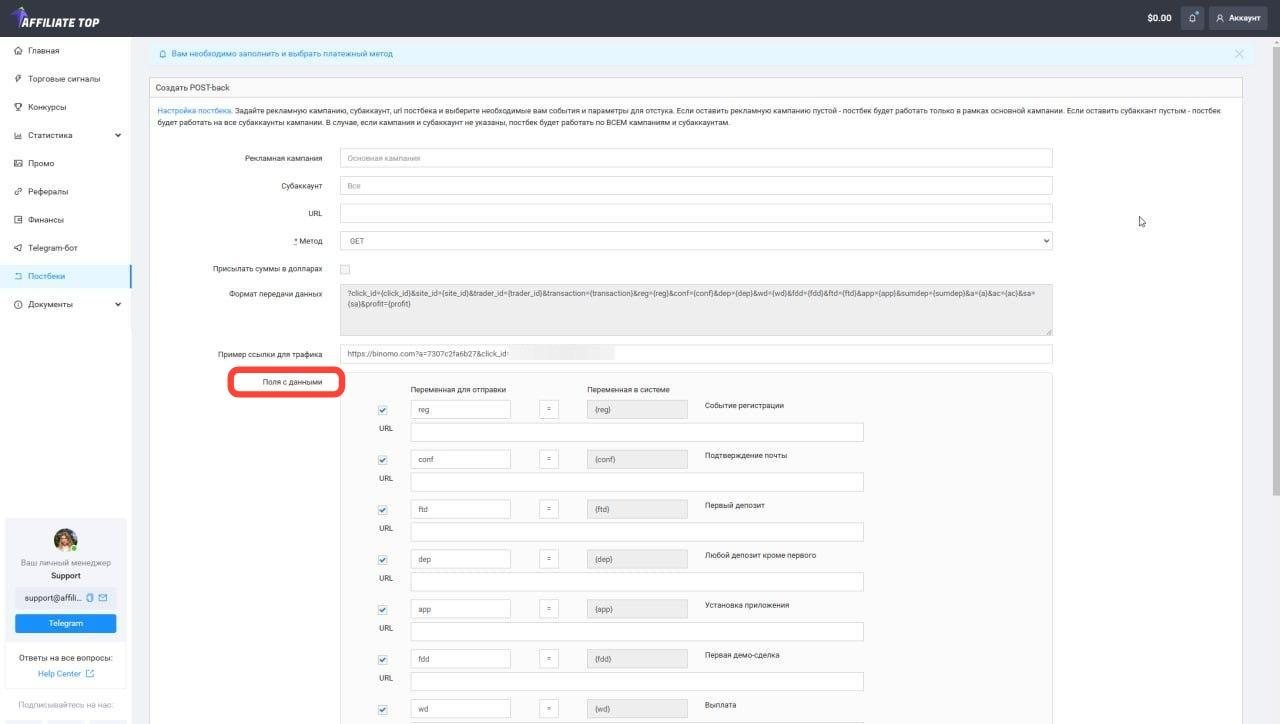 AFFILIATE TOP
$0.00
Аккаунт
Главная
Торговые сигналы
Конкурсы
Статистика
Промо
Рефералы
Финансы
Telegram-бот
Постбеки
Документы
Ваш личный менеджер
Support
support@affili...
Telegram
Ответы на все вопросы:
Help Center
Подписывайтесь на нас:
Вам необходимо заполнить и выбрать платежный метод
Создать POST-back
Настройка постбека. Задайте рекламную кампанию, субаккаунт, url постбека и выберите необходимые вам события и параметры для отстука. Если оставить рекламную кампанию пустой - постбек будет работать только в рамках основной кампании. Если оставить субаккант пустым - постбек
будет работать на все субаккаунты кампании. В случае, если кампания и субаккаунт не указаны, постбек будет работать по ВСЕМ кампаниям и субаккаунтам.
Рекламная кампания Основная кампания
Субаккаунт Все
URL
* Метод GET
Присылать суммы в долларах
Формат передачи данных ?click_id={click_id}&site_id={site_id}&trader_id={trader_id}&transaction={transaction}&reg={reg}&conf={conf}&dep={dep}&wd={wd}&fdd={fdd}&ftd={ftd}&app={app}&sumdep={sumdep}&a={a}&ac={ac}&sa=
{sa}&profit={profit}
Пример ссылки для трафика https://binomo.com?a=7307c2fa6b27&click_id=
Поля с данными
Переменная для отправки Переменная в системе
reg = {reg} Событие регистрации
URL
conf = {conf} Подтверждение почты
URL
ftd = {ftd} Первый депозит
URL
dep = {dep} Любой депозит кроме первого
URL
app = {app} Установка приложения
URL
fdd = {fdd} Первая демо-сделка
URL
wd = {wd} Выплата